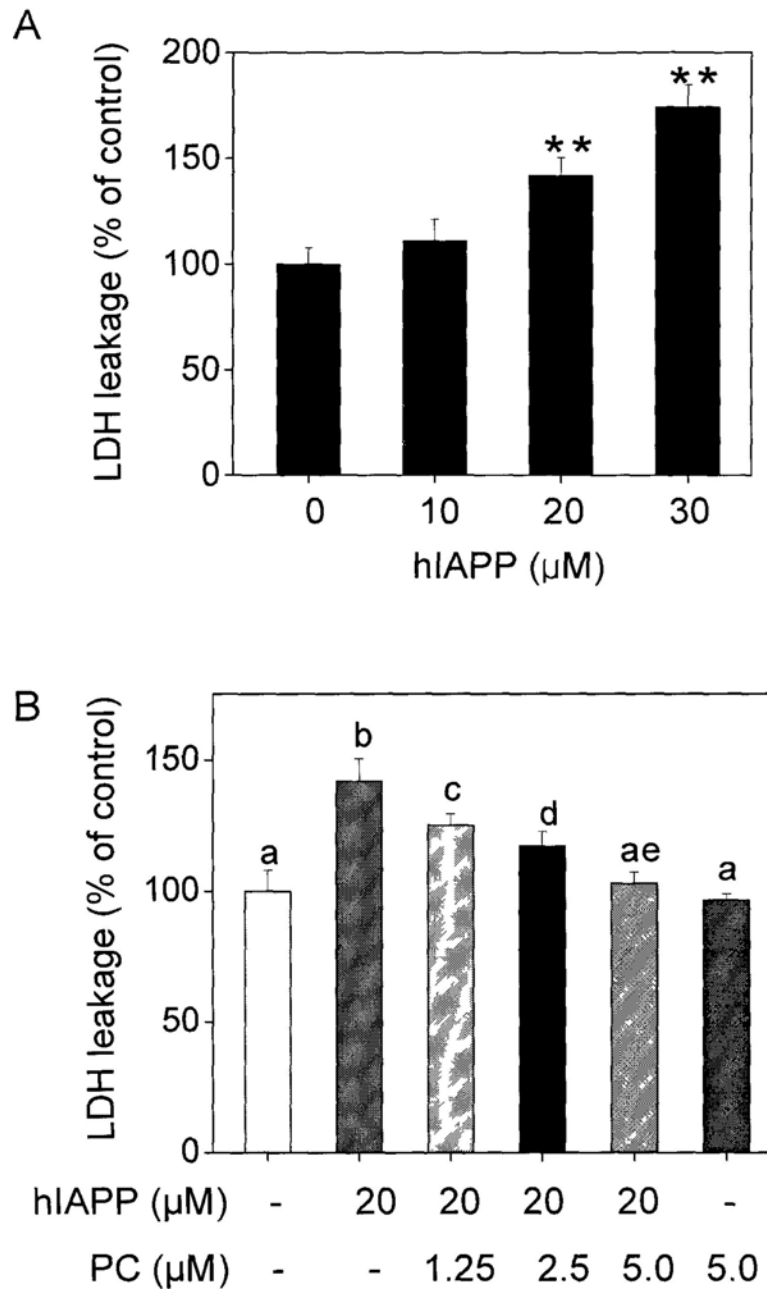 A
200
150
100
50
0
LDH leakage (% of control)
**
**
0 10 20 30
hIAPP (µM)
B
150
100
50
0
LDH leakage (% of control)
a b c d ae a
hIAPP (µM) - 20 20 20 20 -
PC (µM) - - 1.25 2.5 5.0 5.0